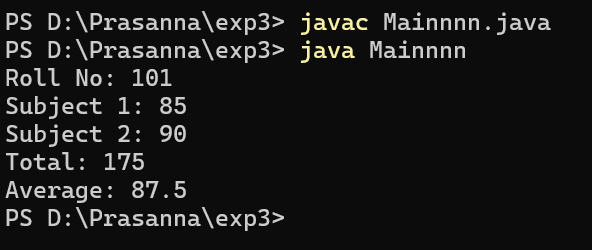 PS D:\Prasanna\exp3> javac Mainnnn.java
PS D:\Prasanna\exp3> java Mainnnn
Roll No: 101
Subject 1: 85
Subject 2: 90
Total: 175
Average: 87.5
PS D:\Prasanna\exp3>